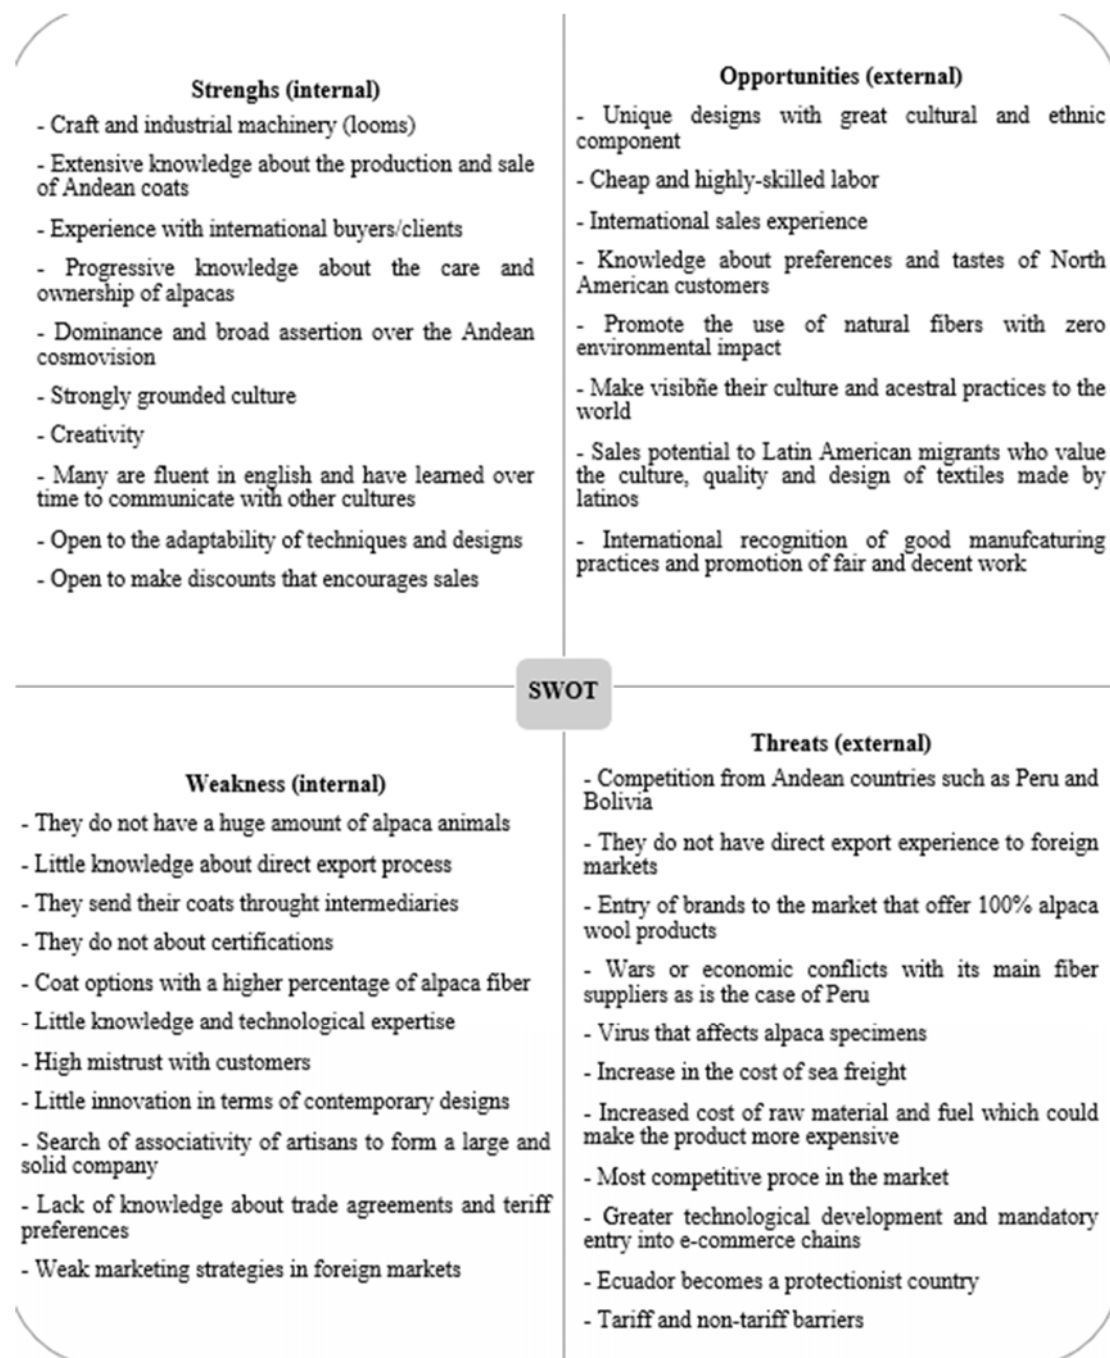 Strenghs (internal)
- Craft and industrial machinery (looms)
- Extensive knowledge about the production and sale
of Andean coats
- Experience with international buyers/clients
- Progressive knowledge about the care and
ownership of alpacas
- Dominance and broad assertion over the Andean
cosmovision
- Strongly grounded culture
- Creativity
- Many are fluent in english and have learned over
time to communicate with other cultures
- Open to the adaptability of techniques and designs
- Open to make discounts that encourages sales
Opportunities (external)
- Unique designs with great cultural and ethnic
component
- Cheap and highly-skilled labor
- International sales experience
- Knowledge about preferences and tastes of North
American customers
- Promote the use of natural fibers with zero
environmental impact
- Make visibñe their culture and acestral practices to the
world
- Sales potential to Latin American migrants who value
the culture, quality and design of textiles made by
latinos
- International recognition of good manufcaturing
practices and promotion of fair and decent work
SWOT
Weakness (internal)
- They do not have a huge amount of alpaca animals
- Little knowledge about direct export process
- They send their coats throught intermediaries
- They do not about certifications
- Coat options with a higher percentage of alpaca fiber
- Little knowledge and technological expertise
- High mistrust with customers
- Little innovation in terms of contemporary designs
- Search of associativity of artisans to form a large and
solid company
- Lack of knowledge about trade agreements and teriff
preferences
- Weak marketing strategies in foreign markets
Threats (external)
- Competition from Andean countries such as Peru and
Bolivia
- They do not have direct export experience to foreign
markets
- Entry of brands to the market that offer 100% alpaca
wool products
- Wars or economic conflicts with its main fiber
suppliers as is the case of Peru
- Virus that affects alpaca specimens
- Increase in the cost of sea freight
- Increased cost of raw material and fuel which could
make the product more expensive
- Most competitive proce in the market
- Greater technological development and mandatory
entry into e-commerce chains
- Ecuador becomes a protectionist country
- Tariff and non-tariff barriers